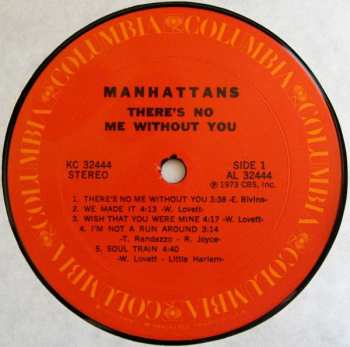 COLUMBIA COLUMBIA COLUMBIA COLUMBIA COLUMBIA COLUMBIA
MANHATTANS
THERE'S NO
ME WITHOUT YOU
KC 32444
STEREO
SIDE 1
AL 32444
℗ 1973 CBS, Inc.
1. THERE'S NO ME WITHOUT YOU 3:38 -E. Bivins-
2. WE MADE IT 4:13 -W. Lovett-
3. WISH THAT YOU WERE MINE 4:17 -W. Lovett-
4. I'M NOT A RUN AROUND 3:14
-T. Randazzo - R. Joyce-
5. SOUL TRAIN 4:40
-W. Lovett - Little Harlem-